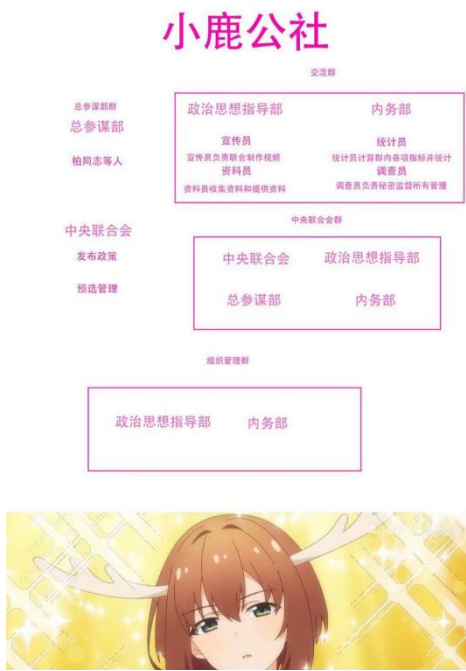 小鹿公社
交流群
总参谋部群
总参谋部
柏同志等人
政治思想指导部
内务部
宣传员
统计员
宣传员负责联合制作视频
统计员计算群内各项指标并统计
资料员
调查员
资料员收集资料和提供资料
调查员负责秘密监督所有管理
中央联合会群
中央联合会
发布政策
预选管理
中央联合会
政治思想指导部
总参谋部
内务部
组织管理群
政治思想指导部
内务部